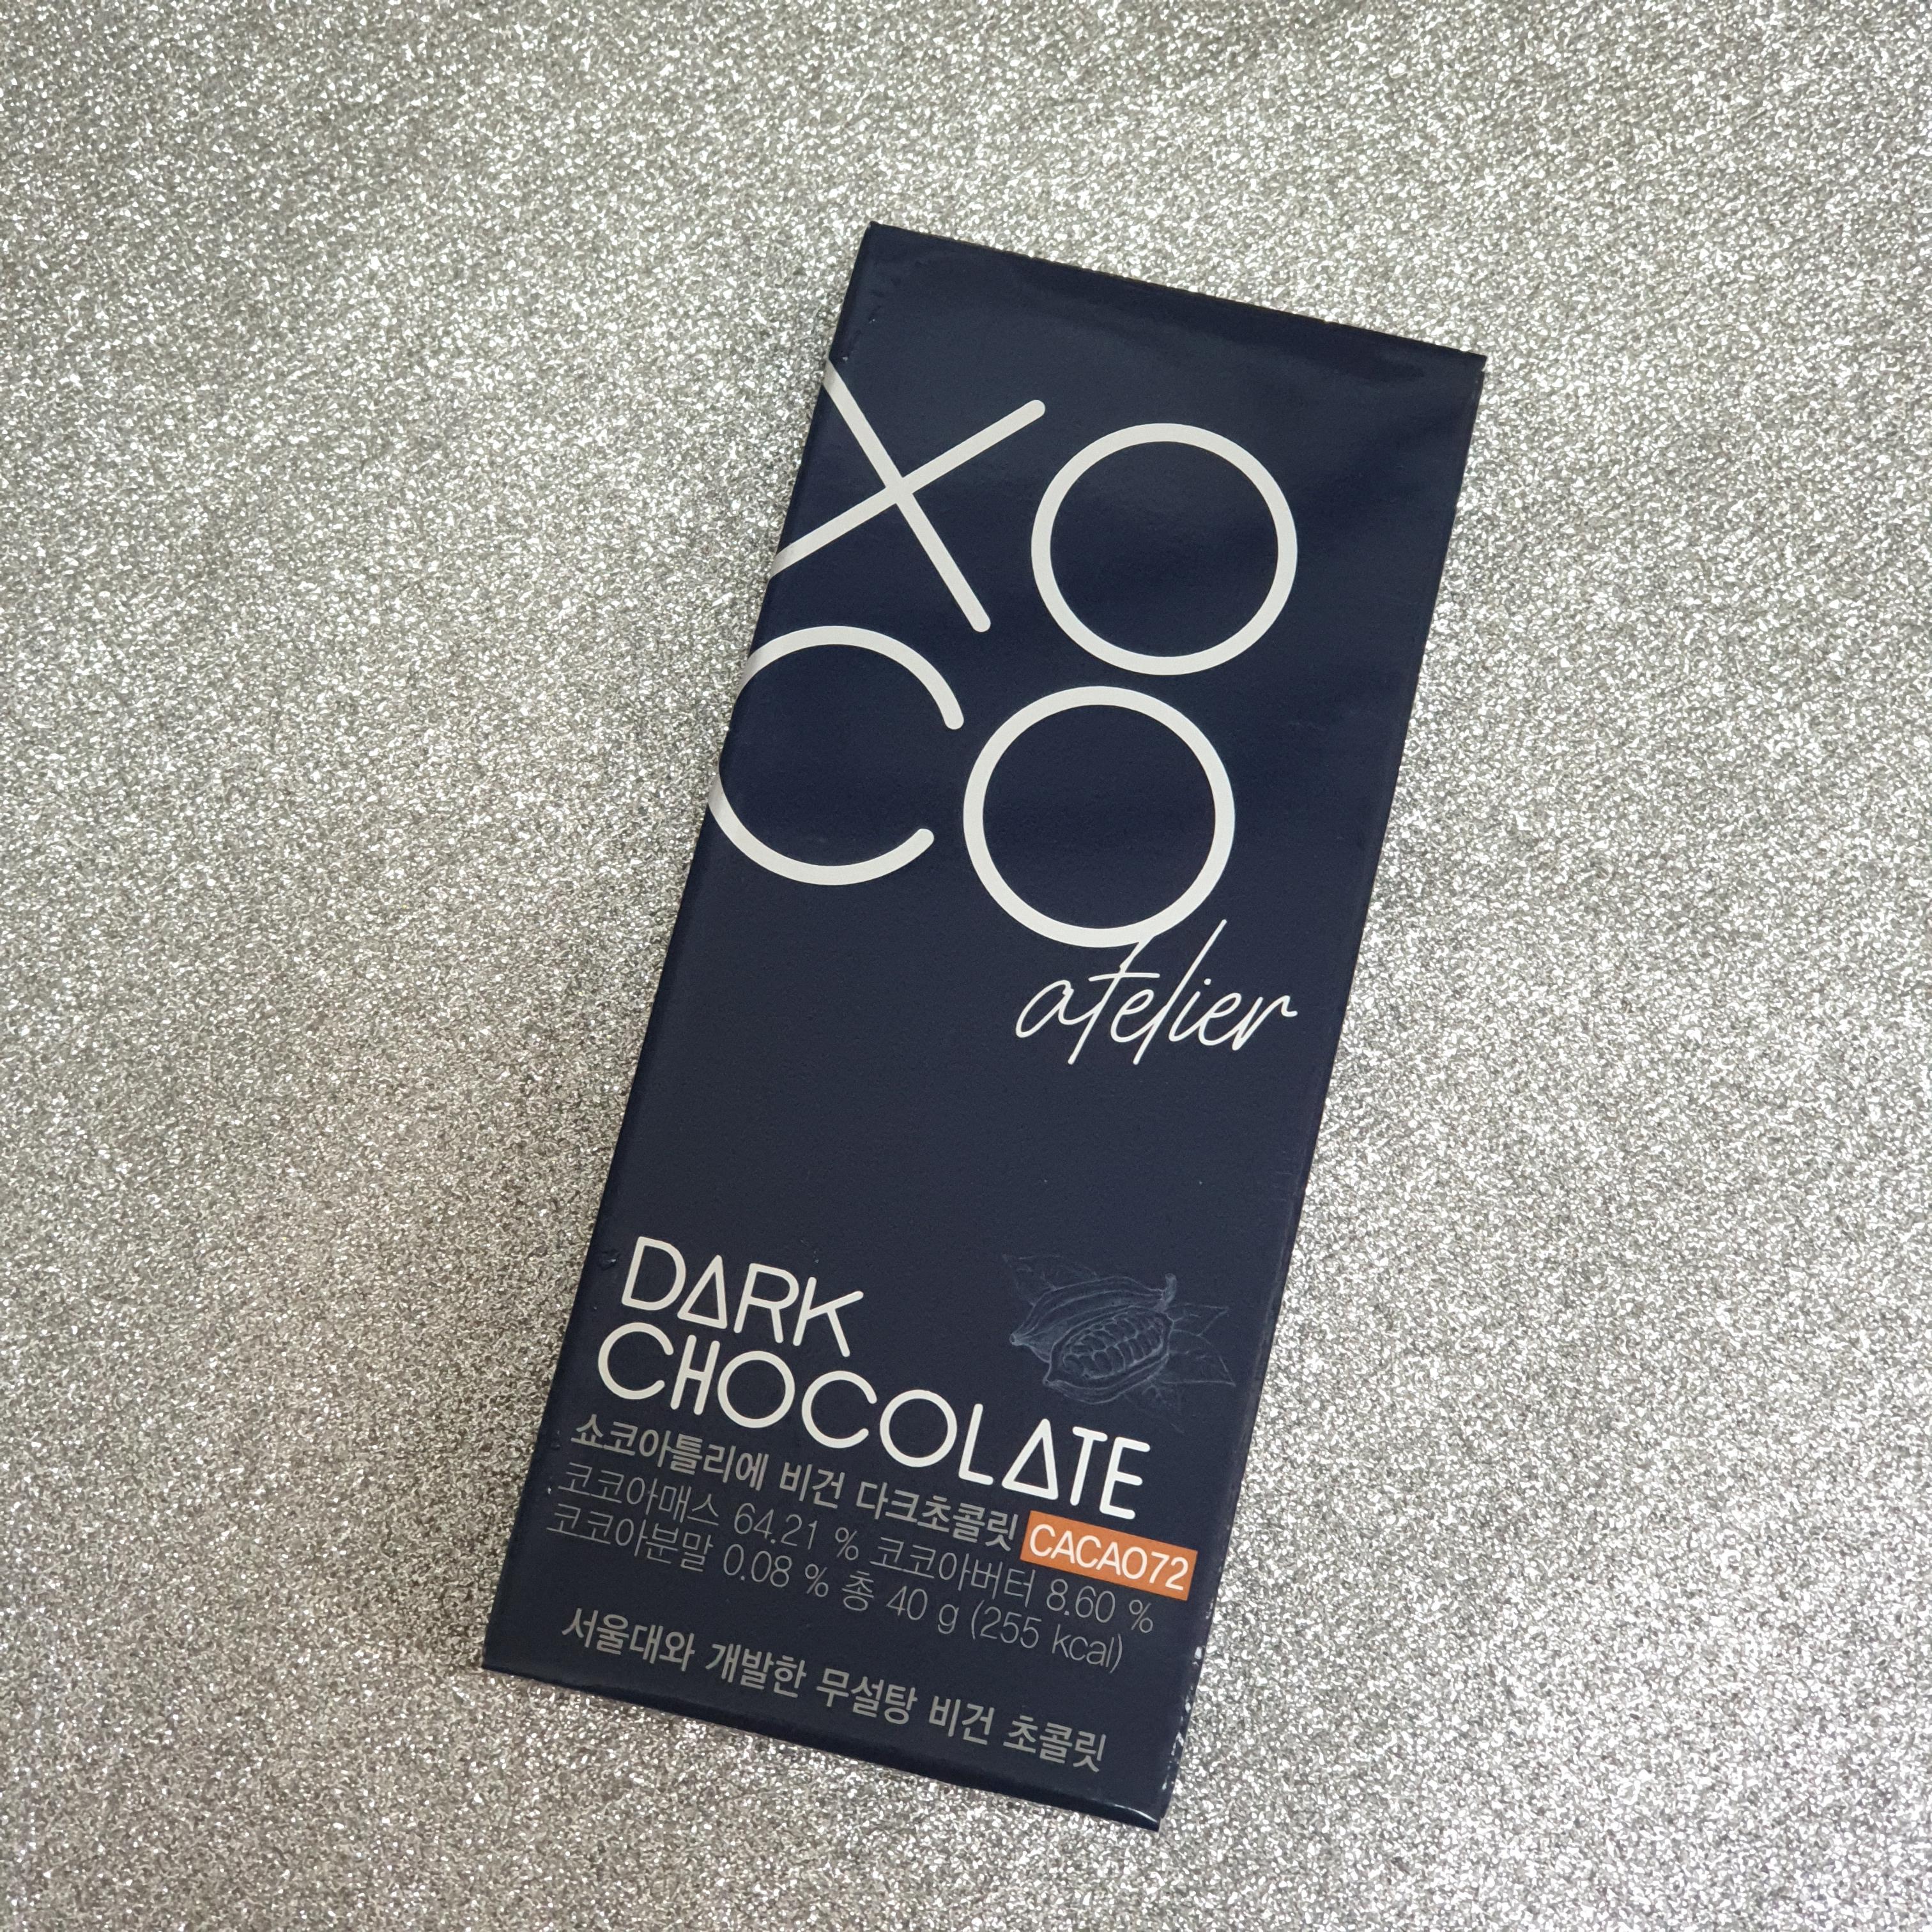 XO
CO
atelier
DARK
CHOCOLATE
쇼코아틀리에 비건 다크초콜릿 CACAO72
코코아매스 64.21 % 코코아버터 8.60 %
코코아분말 0.08 % 총 40 g (255 kcal)
서울대와 개발한 무설탕 비건 초콜릿